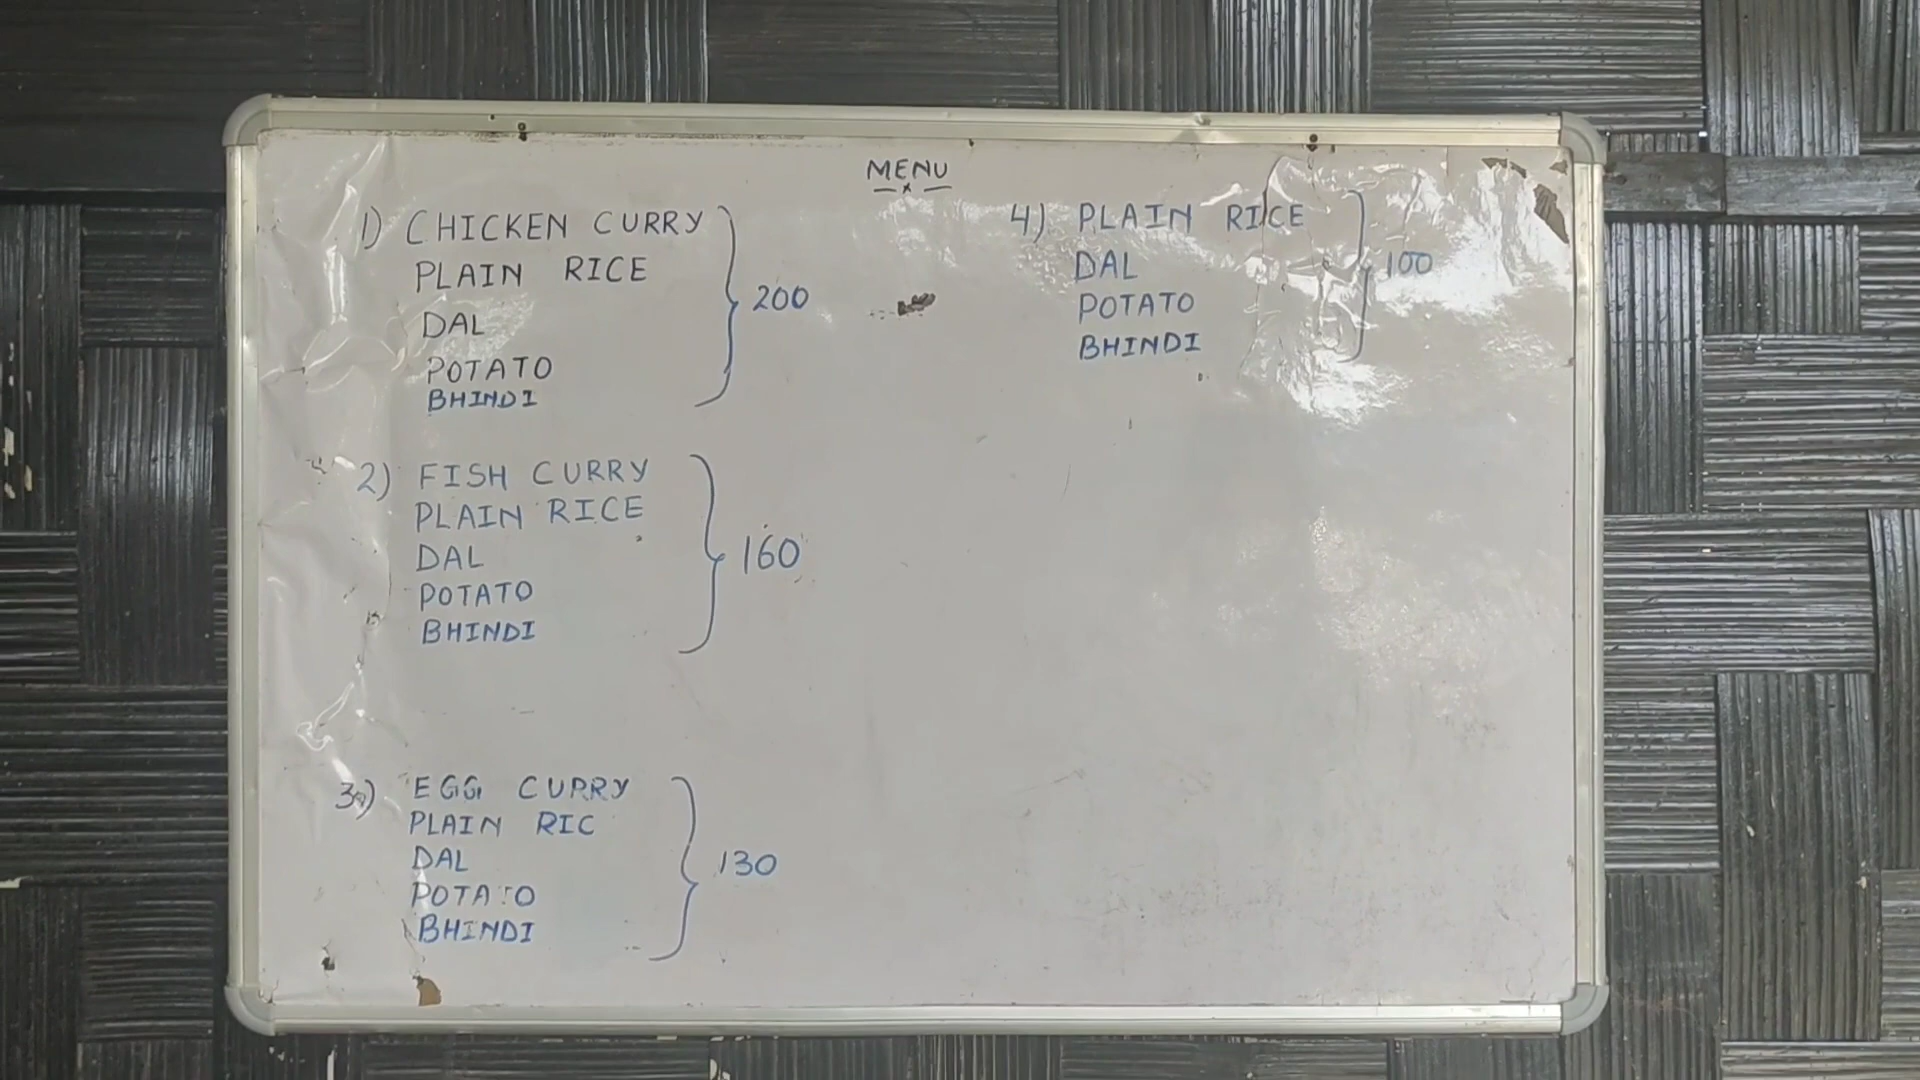 MENU
1) CHICKEN CURRY
PLAIN RICE
DAL
POTATO
BHINDI
200
2) FISH CURRY
PLAIN RICE
DAL
POTATO
BHINDI
160
3) EGG CURRY
PLAIN RIC
DAL
POTATO
BHINDI
130
4) PLAIN RICE
DAL
POTATO
BHINDI
100